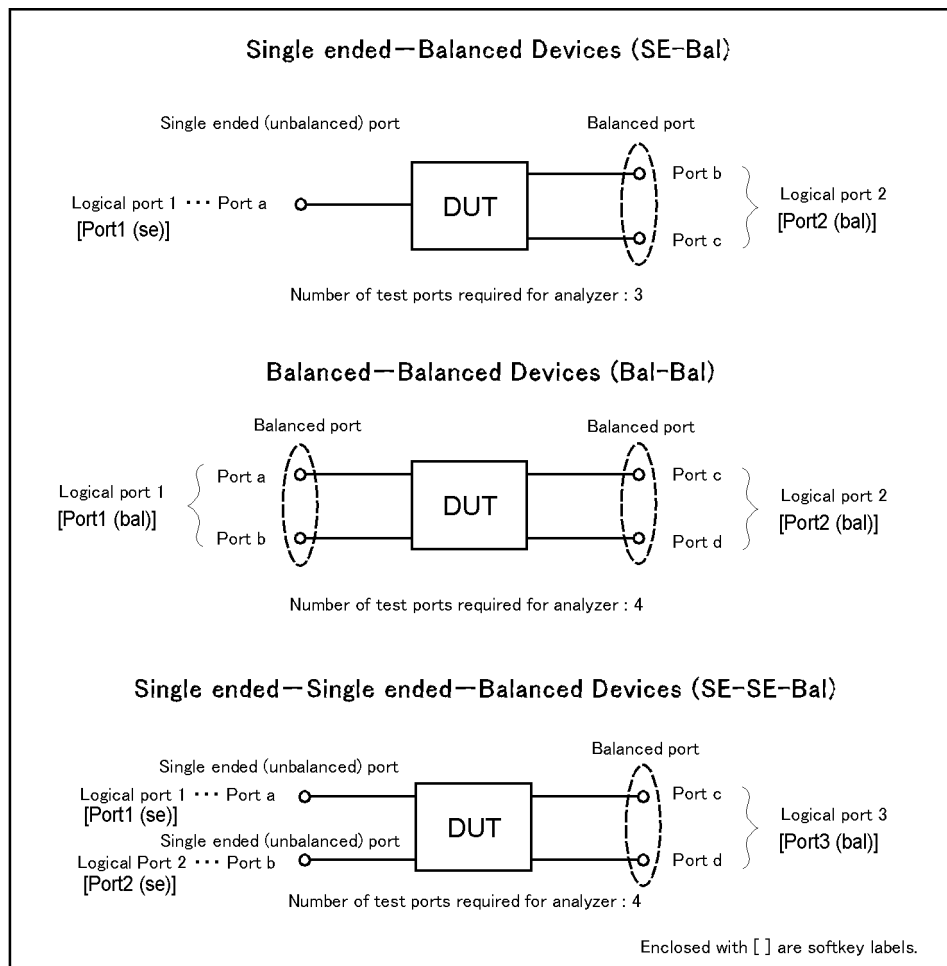 Single ended—Balanced Devices (SE-Bal)
Single ended (unbalanced) port
Balanced port
Logical port 1 ··· Port a
[Port1 (se)]
DUT
Port b
Port c
Logical port 2
[Port2 (bal)]
Number of test ports required for analyzer : 3
Balanced—Balanced Devices (Bal-Bal)
Balanced port
Balanced port
Logical port 1
[Port1 (bal)]
Port a
Port b
DUT
Port c
Port d
Logical port 2
[Port2 (bal)]
Number of test ports required for analyzer : 4
Single ended—Single ended—Balanced Devices (SE-SE-Bal)
Balanced port
Single ended (unbalanced) port
Logical port 1 ··· Port a
[Port1 (se)]
Single ended (unbalanced) port
Logical Port 2 ··· Port b
[Port2 (se)]
DUT
Port c
Port d
Logical port 3
[Port3 (bal)]
Number of test ports required for analyzer : 4
Enclosed with [ ] are softkey labels.